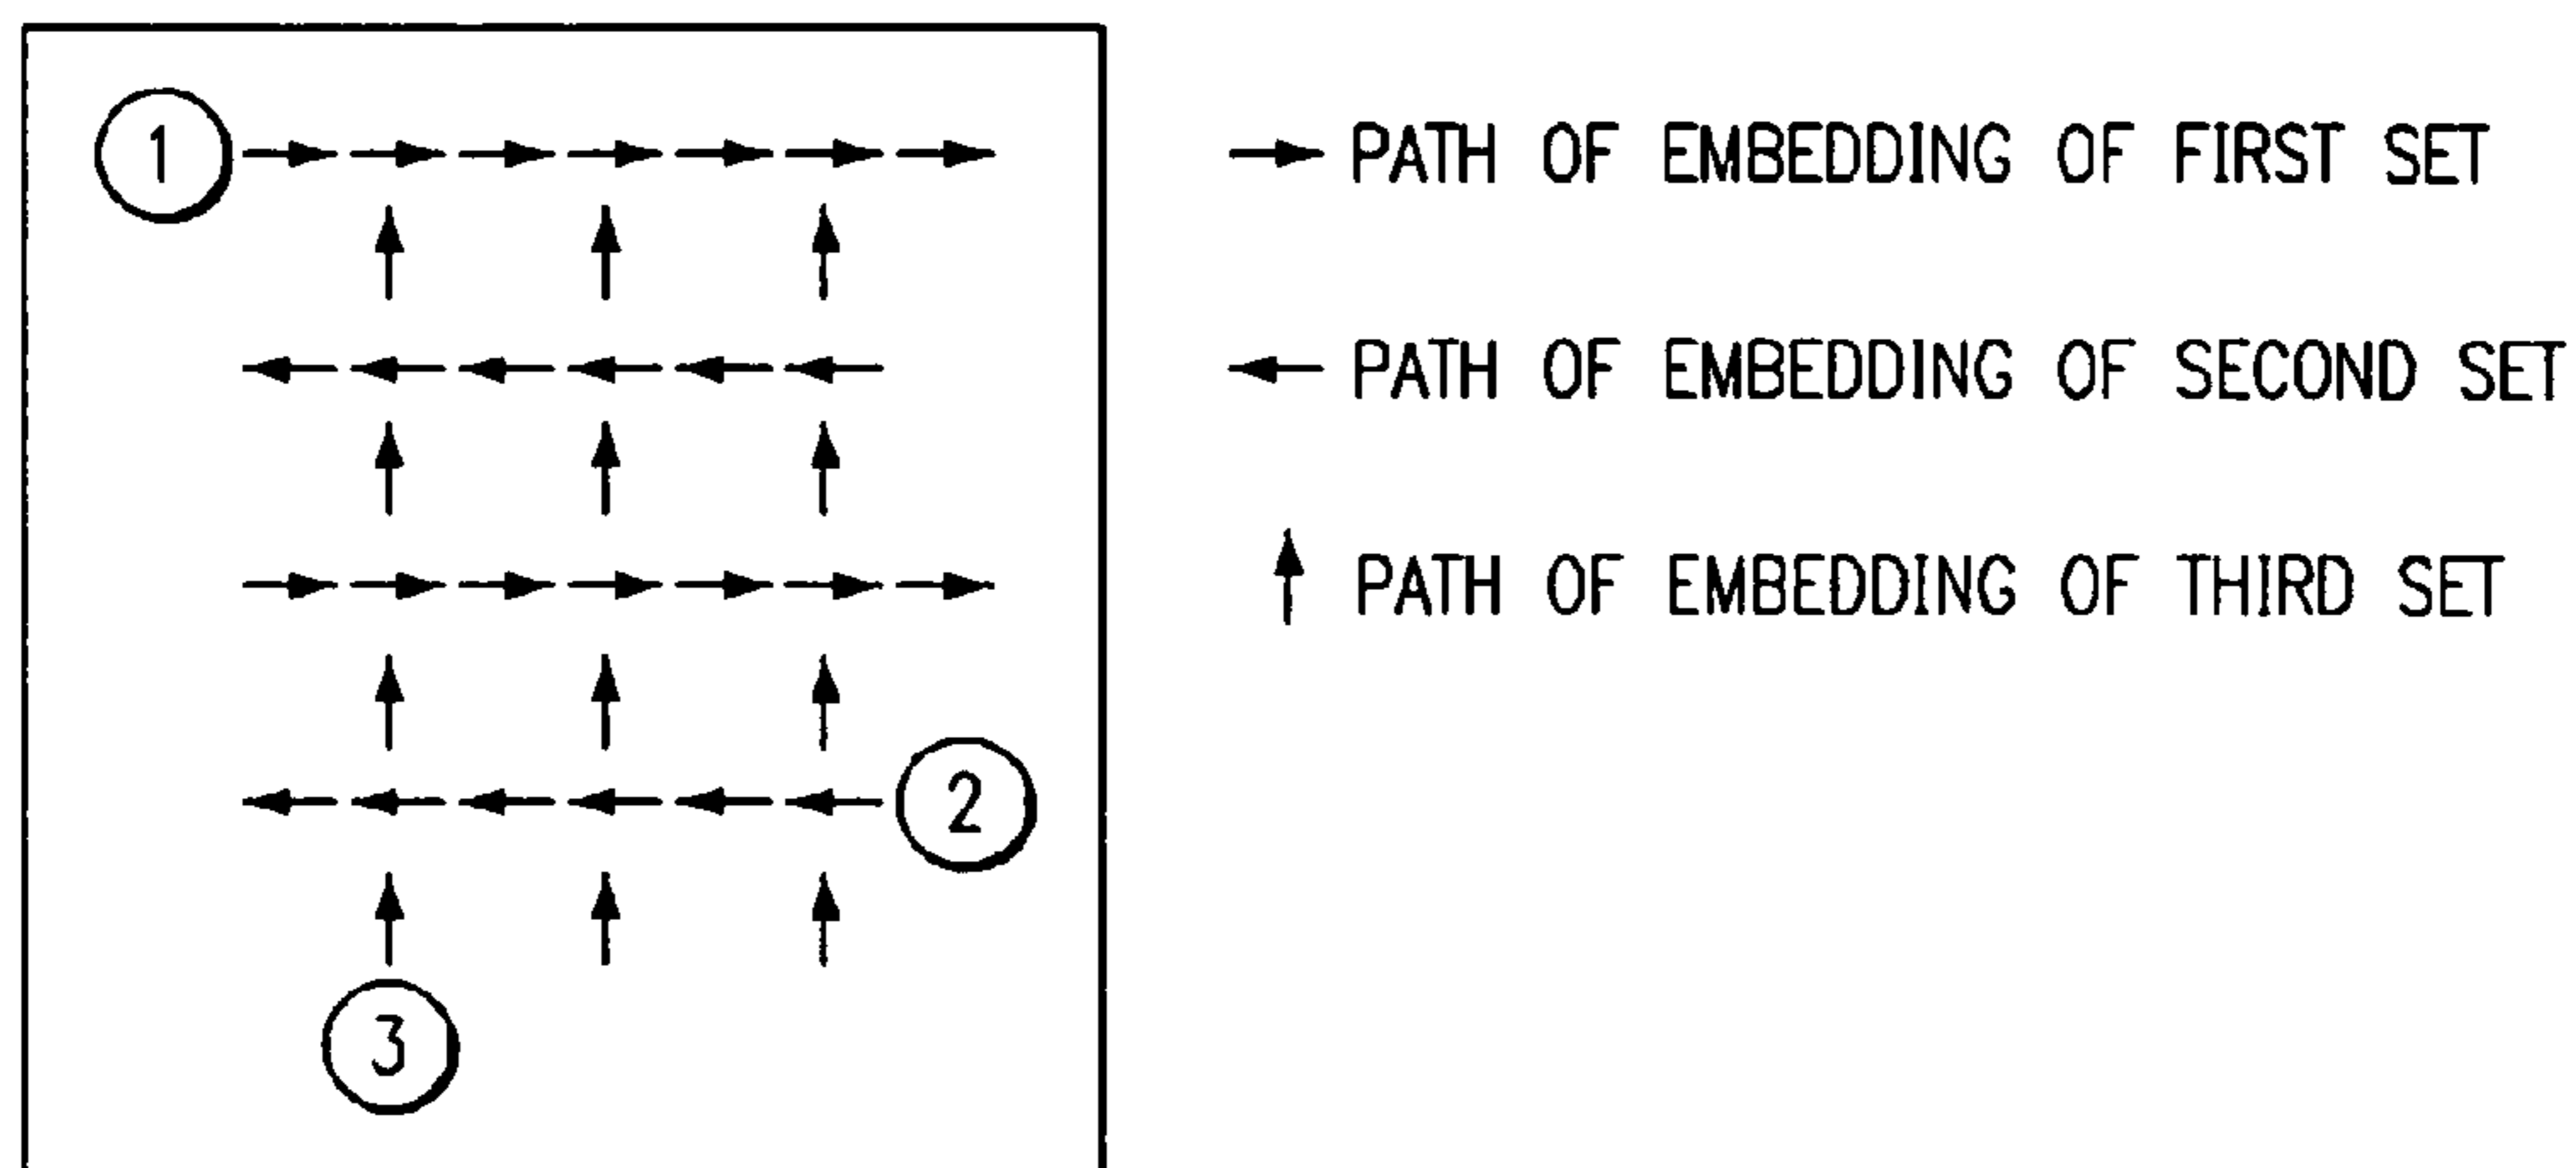 1
PATH OF EMBEDDING OF FIRST SET
PATH OF EMBEDDING OF SECOND SET
PATH OF EMBEDDING OF THIRD SET
2
3